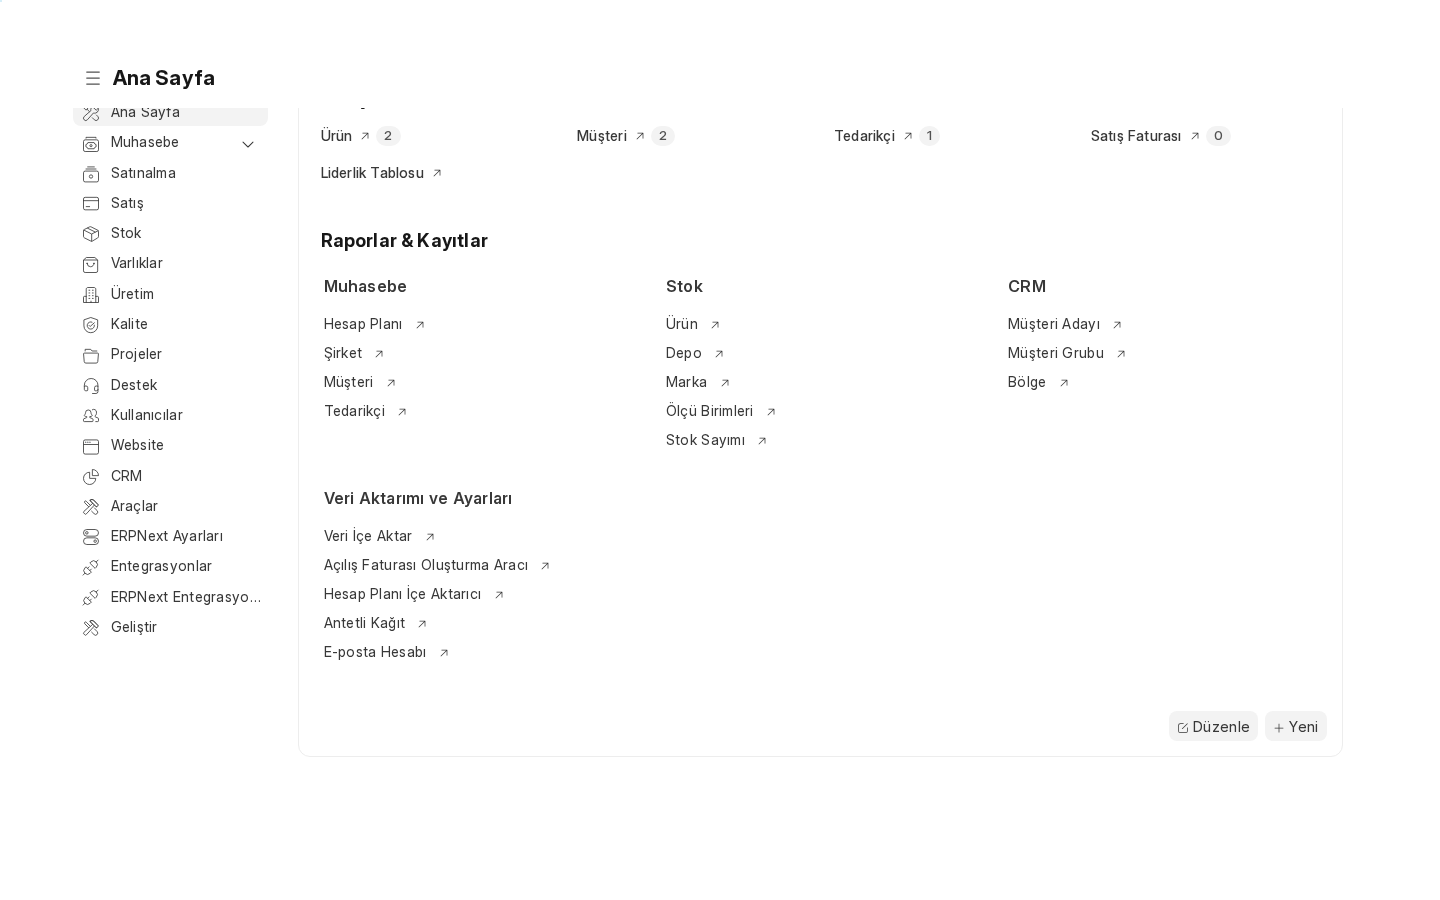 Ana Sayfa
Ana Sayfa
Muhasebe
Satınalma
Satış
Stok
Varlıklar
Üretim
Kalite
Projeler
Destek
Kullanıcılar
Website
CRM
Araçlar
ERPNext Ayarları
Entegrasyonlar
ERPNext Entegrasyo...
Geliştir
Ürün 2
Müşteri 2
Tedarikçi 1
Satış Faturası 0
Liderlik Tablosu
Raporlar & Kayıtlar
Muhasebe
Hesap Planı
Şirket
Müşteri
Tedarikçi
Stok
Ürün
Depo
Marka
Ölçü Birimleri
Stok Sayımı
CRM
Müşteri Adayı
Müşteri Grubu
Bölge
Veri Aktarımı ve Ayarları
Veri İçe Aktar
Açılış Faturası Oluşturma Aracı
Hesap Planı İçe Aktarıcı
Antetli Kağıt
E-posta Hesabı
Düzenle
Yeni